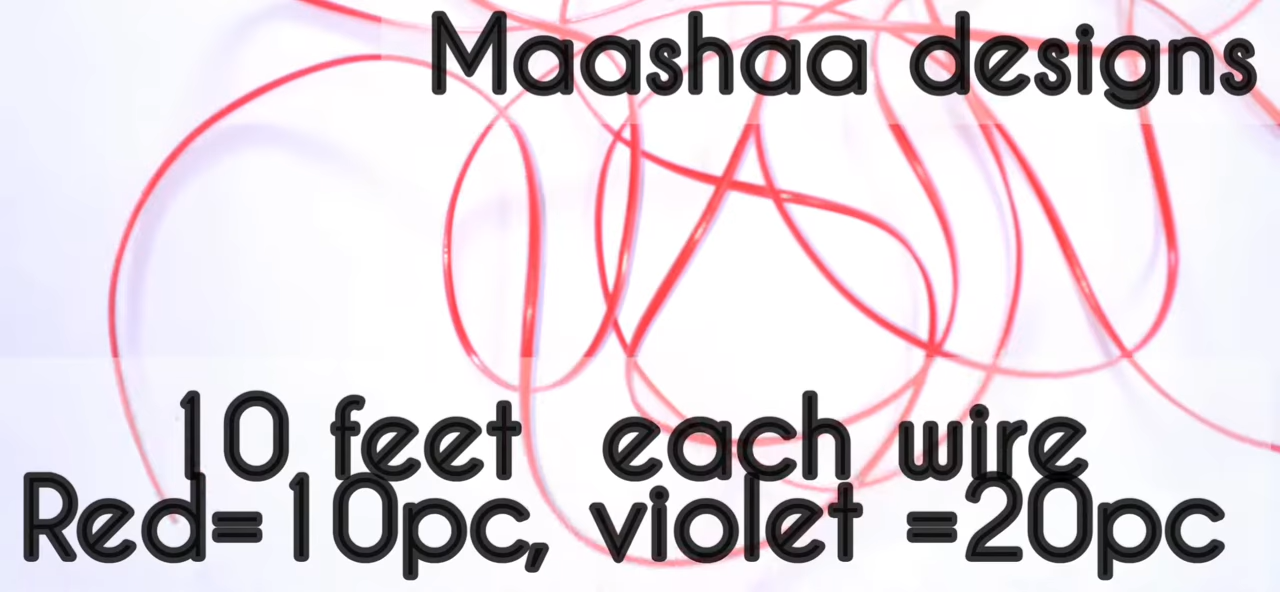 Maashaa designs
10 feet each wire
Red=10pc, violet =20pc